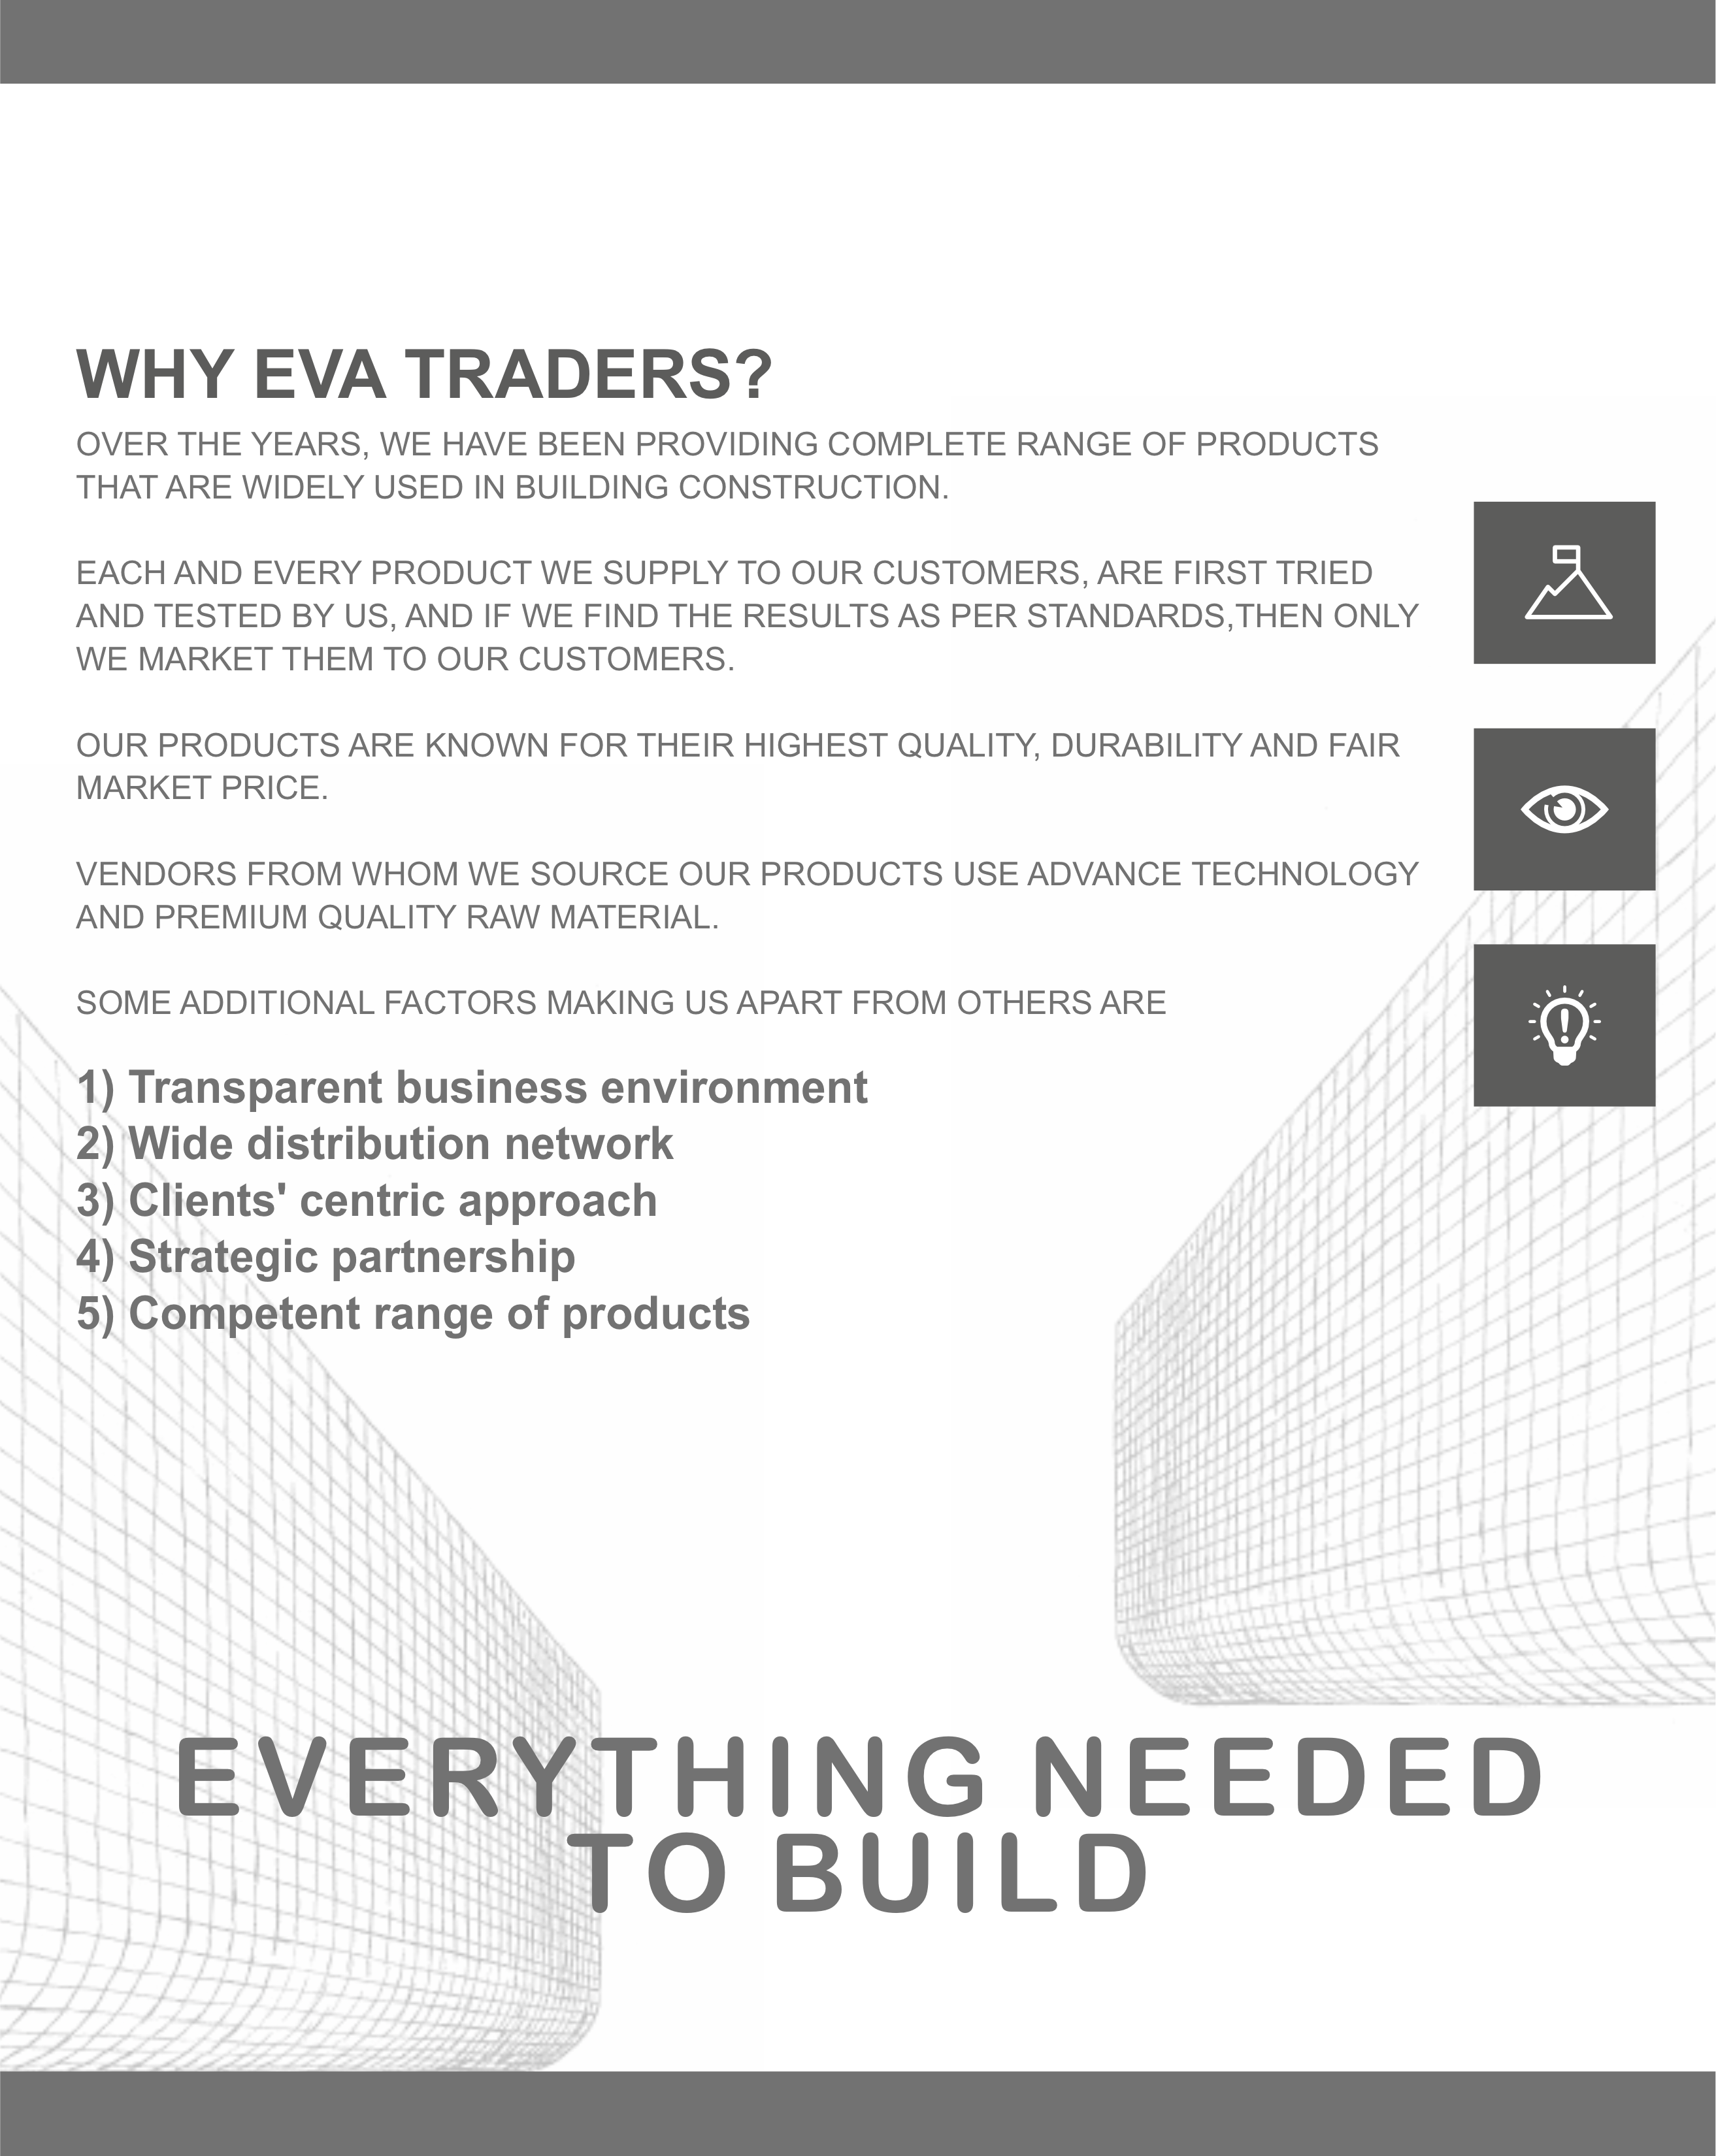 WHY EVA TRADERS?
OVER THE YEARS, WE HAVE BEEN PROVIDING COMPLETE RANGE OF PRODUCTS
THAT ARE WIDELY USED IN BUILDING CONSTRUCTION.
EACH AND EVERY PRODUCT WE SUPPLY TO OUR CUSTOMERS, ARE FIRST TRIED
AND TESTED BY US, AND IF WE FIND THE RESULTS AS PER STANDARDS,THEN ONLY
WE MARKET THEM TO OUR CUSTOMERS.
OUR PRODUCTS ARE KNOWN FOR THEIR HIGHEST QUALITY, DURABILITY AND FAIR
MARKET PRICE.
VENDORS FROM WHOM WE SOURCE OUR PRODUCTS USE ADVANCE TECHNOLOGY
AND PREMIUM QUALITY RAW MATERIAL.
SOME ADDITIONAL FACTORS MAKING US APART FROM OTHERS ARE
1) Transparent business environment
2) Wide distribution network
3) Clients' centric approach
4) Strategic partnership
5) Competent range of products
EVERYTHING NEEDED
TO BUILD